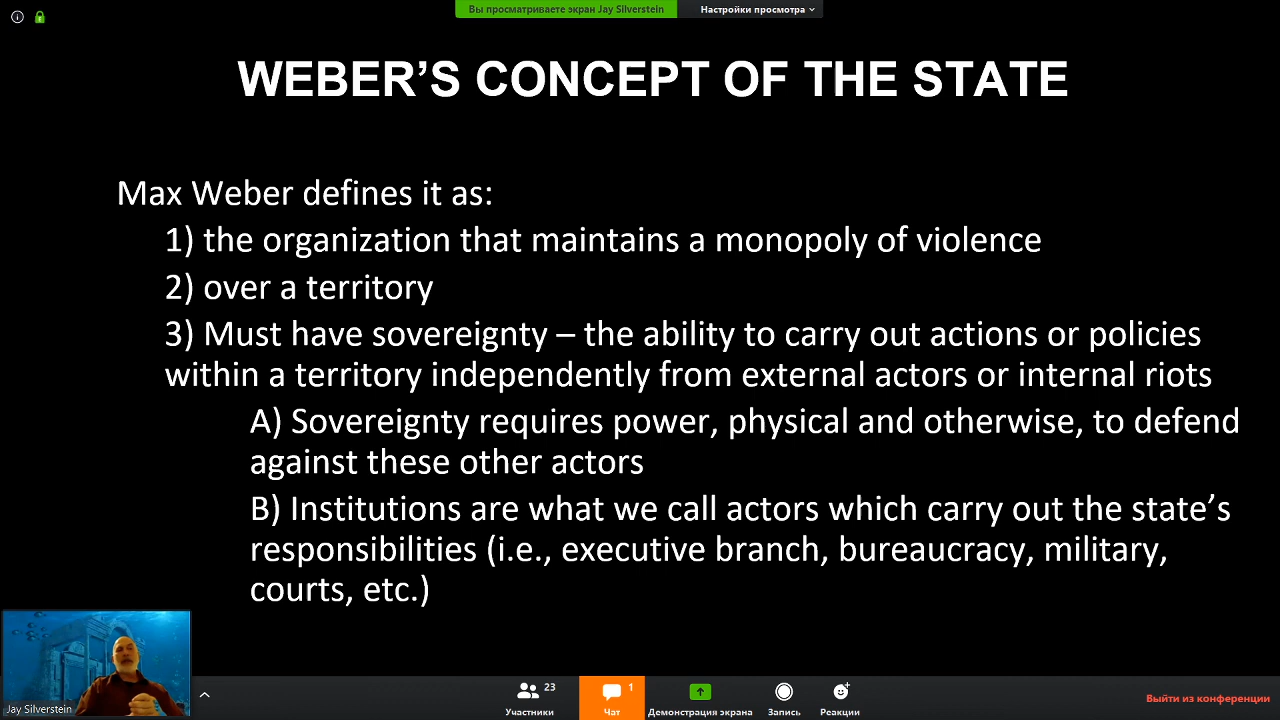 Вы просматриваете экран Jay Silverstein
Настройки просмотра
WEBER’S CONCEPT OF THE STATE
Max Weber defines it as:
1) the organization that maintains a monopoly of violence
2) over a territory
3) Must have sovereignty – the ability to carry out actions or policies
within a territory independently from external actors or internal riots
A) Sovereignty requires power, physical and otherwise, to defend
against these other actors
B) Institutions are what we call actors which carry out the state’s
responsibilities (i.e., executive branch, bureaucracy, military,
courts, etc.)
Jay Silverstein
23
Участники
1
Чат
Демонстрация экрана
Запись
Реакции
Выйти из конференции